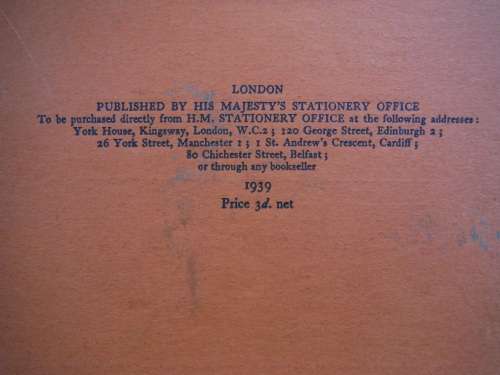 LONDON
PUBLISHED BY HIS MAJESTY'S STATIONERY OFFICE
To be purchased directly from H.M. STATIONERY OFFICE at the following addresses:
York House, Kingsway, London, W.C.2; 120 George Street, Edinburgh 2;
26 York Street, Manchester 1; 1 St. Andrew's Crescent, Cardiff;
80 Chichester Street, Belfast;
or through any bookseller
1939
Price 3d. net